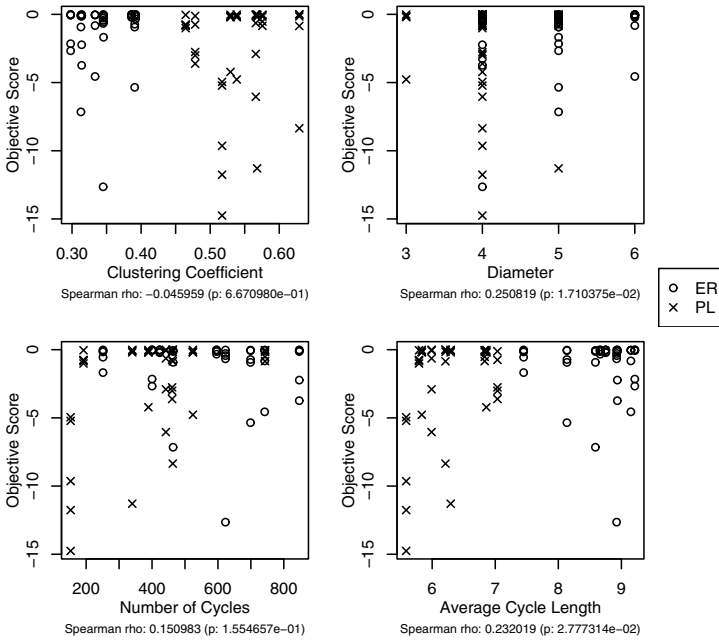 Objective Score
0
−5
−10
−15
0.30 0.40 0.50 0.60
Clustering Coefficient
Spearman rho: −0.045959 (p: 6.670980e−01)
Objective Score
0
−5
−10
−15
3 4 5 6
Diameter
Spearman rho: 0.250819 (p: 1.710375e−02)
ER
PL
Objective Score
0
−5
−10
−15
200 400 600 800
Number of Cycles
Spearman rho: 0.150983 (p: 1.554657e−01)
Objective Score
0
−5
−10
−15
6 7 8 9
Average Cycle Length
Spearman rho: 0.232019 (p: 2.777314e−02)